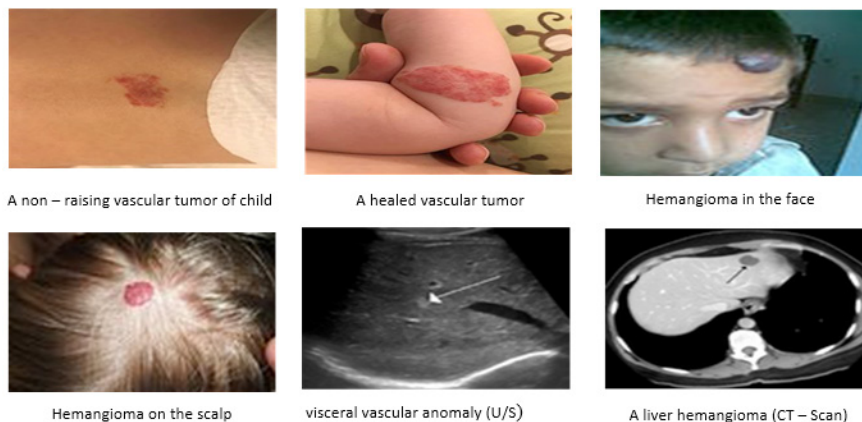 A non – raising vascular tumor of child
A healed vascular tumor
Hemangioma in the face
Hemangioma on the scalp
visceral vascular anomaly (U/S)
A liver hemangioma (CT – Scan)